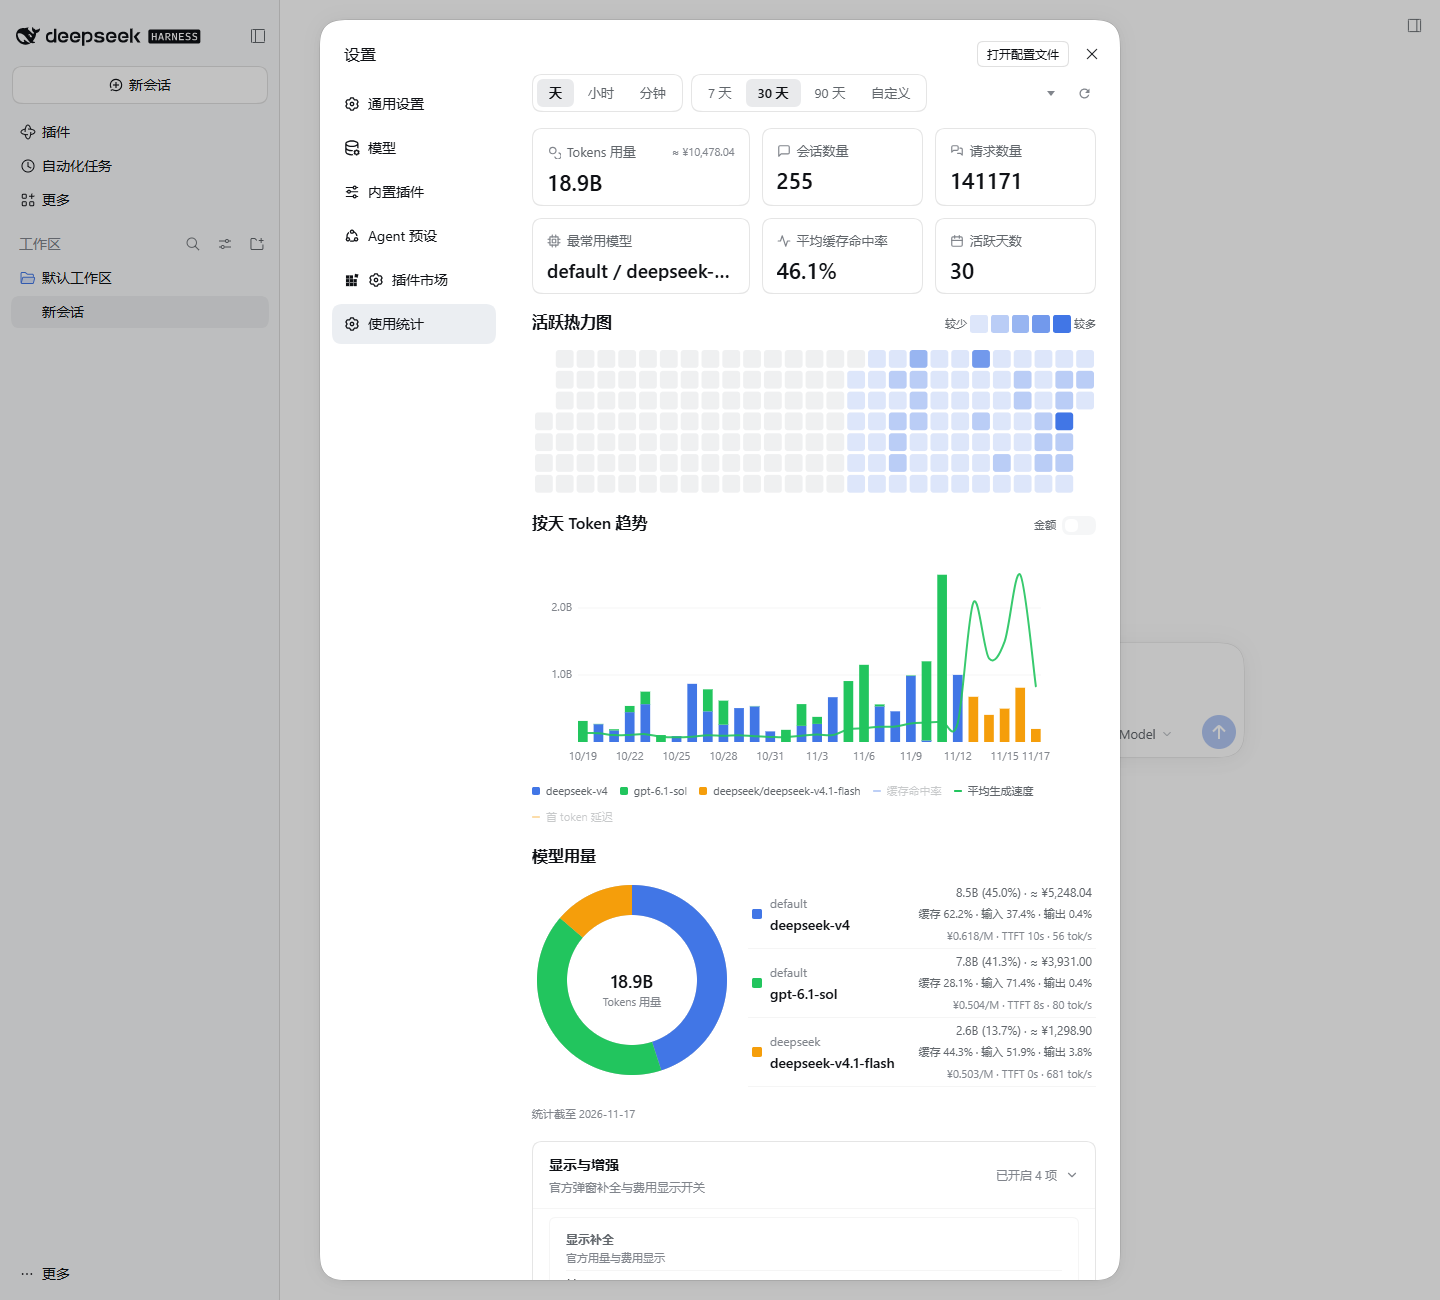 deepseek HARNESS
新会话
插件
自动化任务
更多
工作区
默认工作区
新会话
更多
设置
打开配置文件
通用设置
模型
内置插件
Agent 预设
插件市场
使用统计
天 小时 分钟 7 天 30 天 90 天 自定义
Tokens 用量 ≈ ¥10,478.04
18.9B
会话数量
255
请求数量
141171
最常用模型
default / deepseek-...
平均缓存命中率
46.1%
活跃天数
30
活跃热力图
较少 较多
按天 Token 趋势
金额
2.0B
1.0B
10/19 10/22 10/25 10/28 10/31 11/3 11/6 11/9 11/12 11/15 11/17
deepseek-v4 gpt-6.1-sol deepseek/deepseek-v4.1-flash 缓存命中率 平均生成速度
首 token 延迟
模型用量
18.9B
Tokens 用量
default
deepseek-v4
8.5B (45.0%) · ≈ ¥5,248.04
缓存 62.2% · 输入 37.4% · 输出 0.4%
¥0.618/M · TTFT 10s · 56 tok/s
default
gpt-6.1-sol
7.8B (41.3%) · ≈ ¥3,931.00
缓存 28.1% · 输入 71.4% · 输出 0.4%
¥0.504/M · TTFT 8s · 80 tok/s
deepseek
deepseek-v4.1-flash
2.6B (13.7%) · ≈ ¥1,298.90
缓存 44.3% · 输入 51.9% · 输出 3.8%
¥0.503/M · TTFT 0s · 681 tok/s
统计截至 2026-11-17
显示与增强
官方弹窗补全与费用显示开关
已开启 4 项
显示补全
官方用量与费用显示
Model